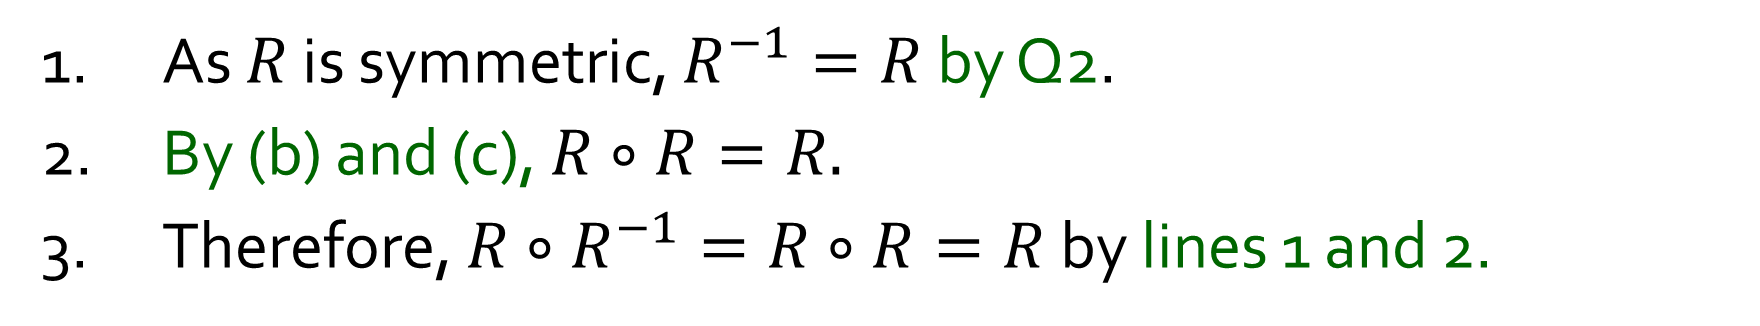 1. As R is symmetric, R⁻¹ = R by Q2.
2. By (b) and (c), R ∘ R = R.
3. Therefore, R ∘ R⁻¹ = R ∘ R = R by lines 1 and 2.